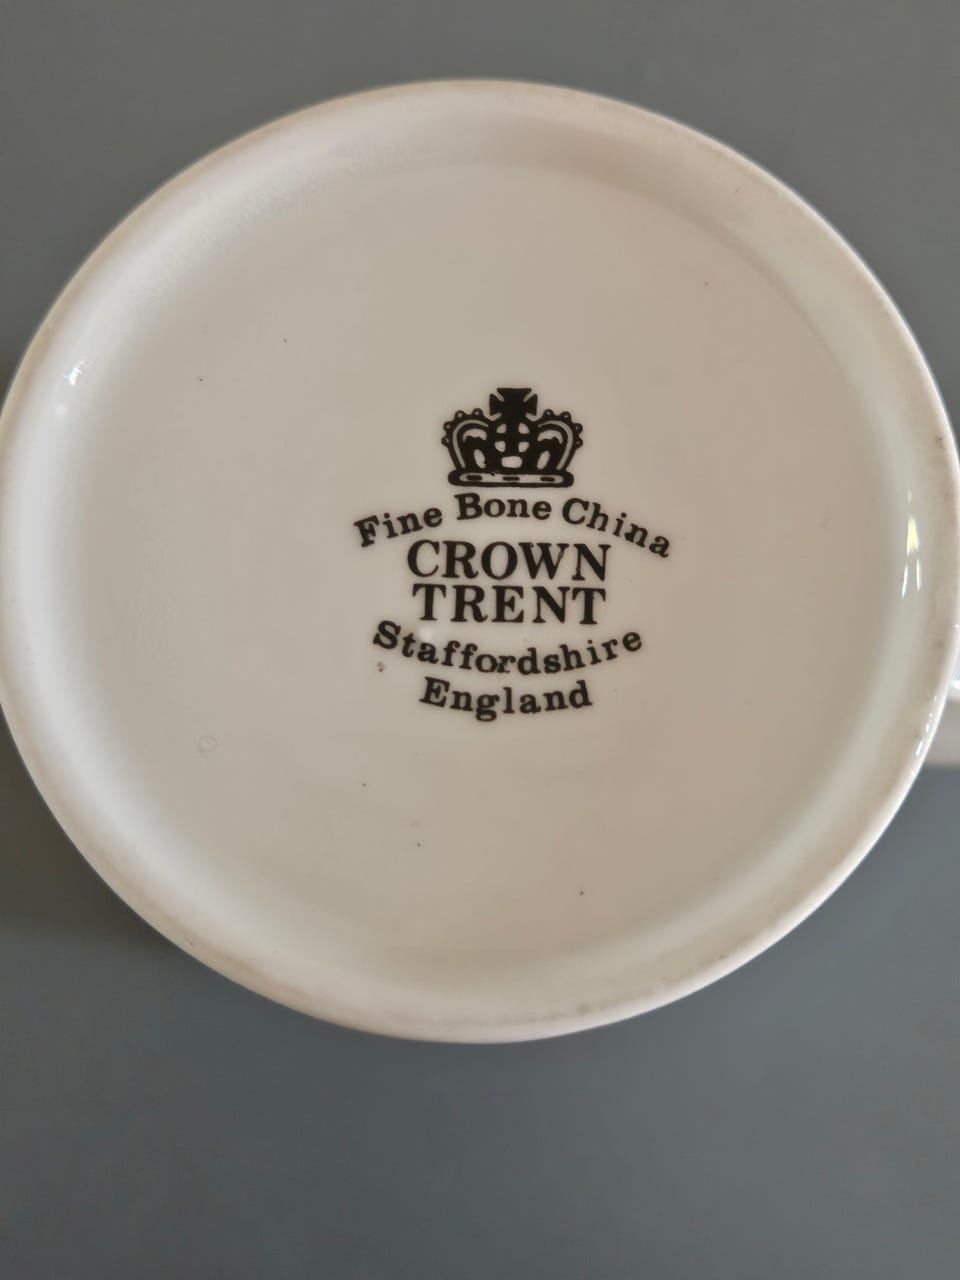 Fine Bone China
CROWN
TRENT
Staffordshire
England